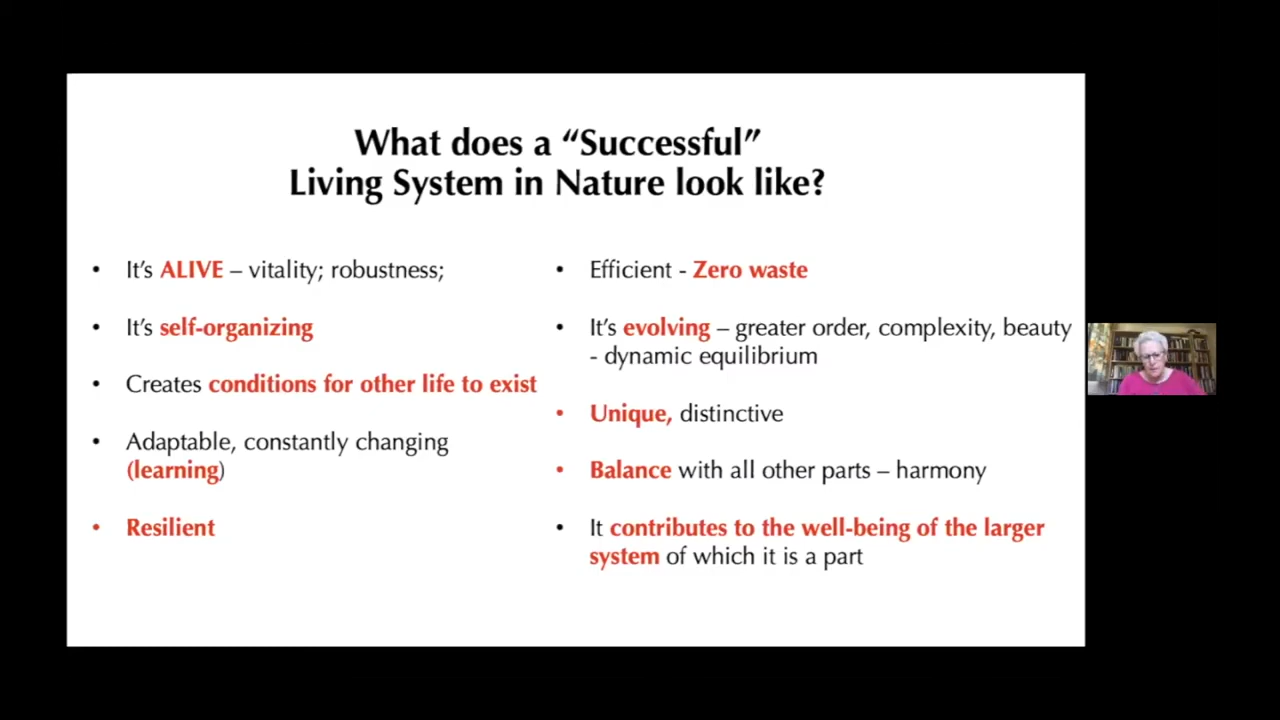 What does a “Successful”
Living System in Nature look like?
• It’s ALIVE – vitality; robustness;
• It’s self-organizing
• Creates conditions for other life to exist
• Adaptable, constantly changing
(learning)
• Resilient
• Efficient - Zero waste
• It’s evolving – greater order, complexity, beauty
- dynamic equilibrium
• Unique, distinctive
• Balance with all other parts – harmony
• It contributes to the well-being of the larger
system of which it is a part